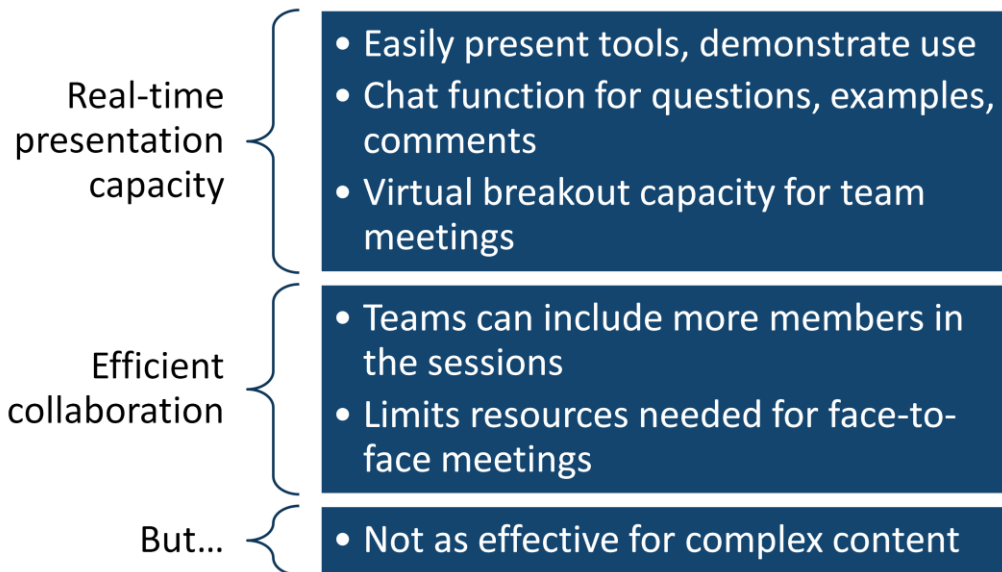 Real-time
presentation
capacity
• Easily present tools, demonstrate use
• Chat function for questions, examples,
comments
• Virtual breakout capacity for team
meetings
Efficient
collaboration
• Teams can include more members in
the sessions
• Limits resources needed for face-to-
face meetings
But...
• Not as effective for complex content